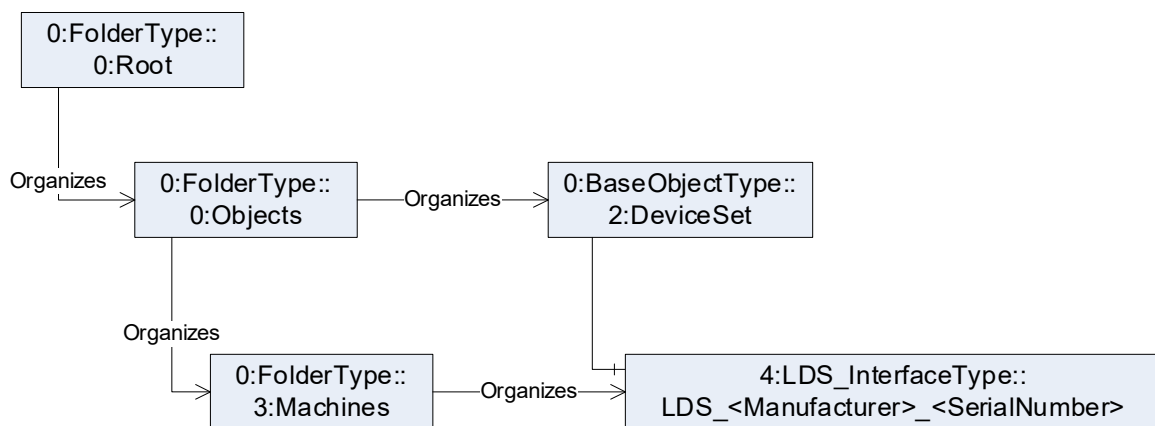 0:FolderType::
0:Root
Organizes
0:FolderType::
0:Objects
Organizes
0:BaseObjectType::
2:DeviceSet
Organizes
0:FolderType::
3:Machines
Organizes
4:LDS_InterfaceType::
LDS_<Manufacturer>_<SerialNumber>